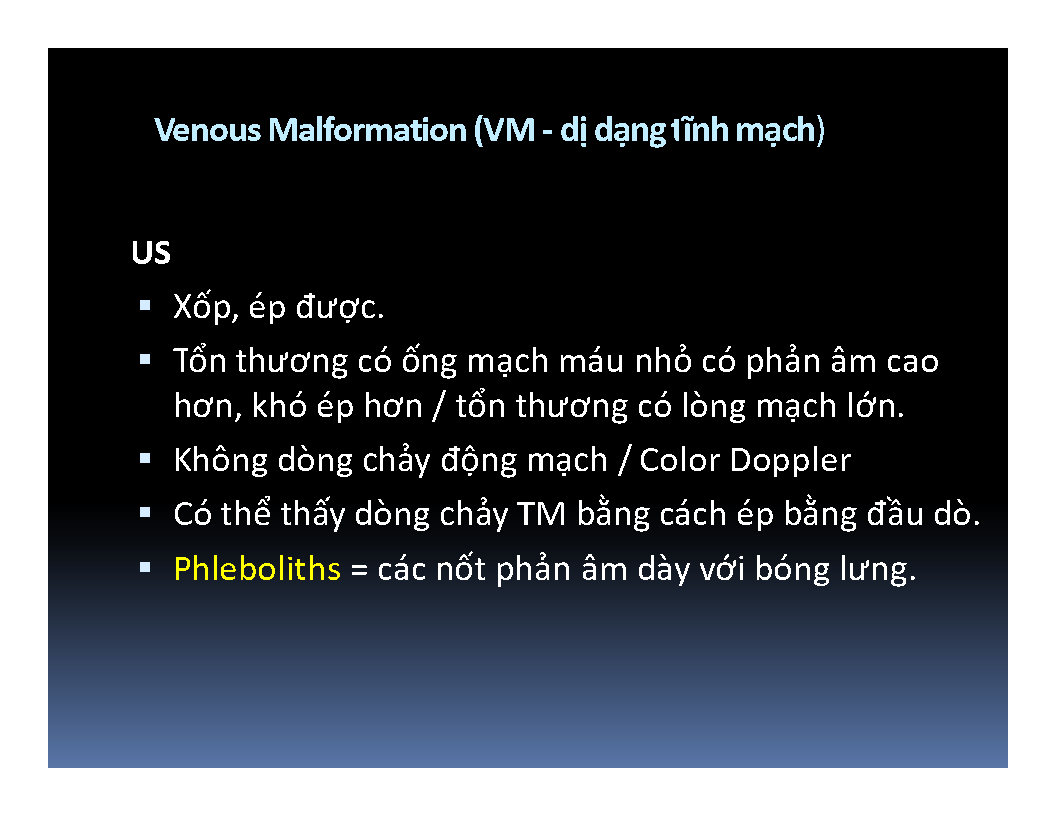 Venous Malformation (VM - dị dạng tĩnh mạch)
US
▪ Xốp, ép được.
▪ Tổn thương có ống mạch máu nhỏ có phản âm cao
hơn, khó ép hơn / tổn thương có lòng mạch lớn.
▪ Không dòng chảy động mạch / Color Doppler
▪ Có thể thấy dòng chảy TM bằng cách ép bằng đầu dò.
▪ Phleboliths = các nốt phản âm dày với bóng lưng.